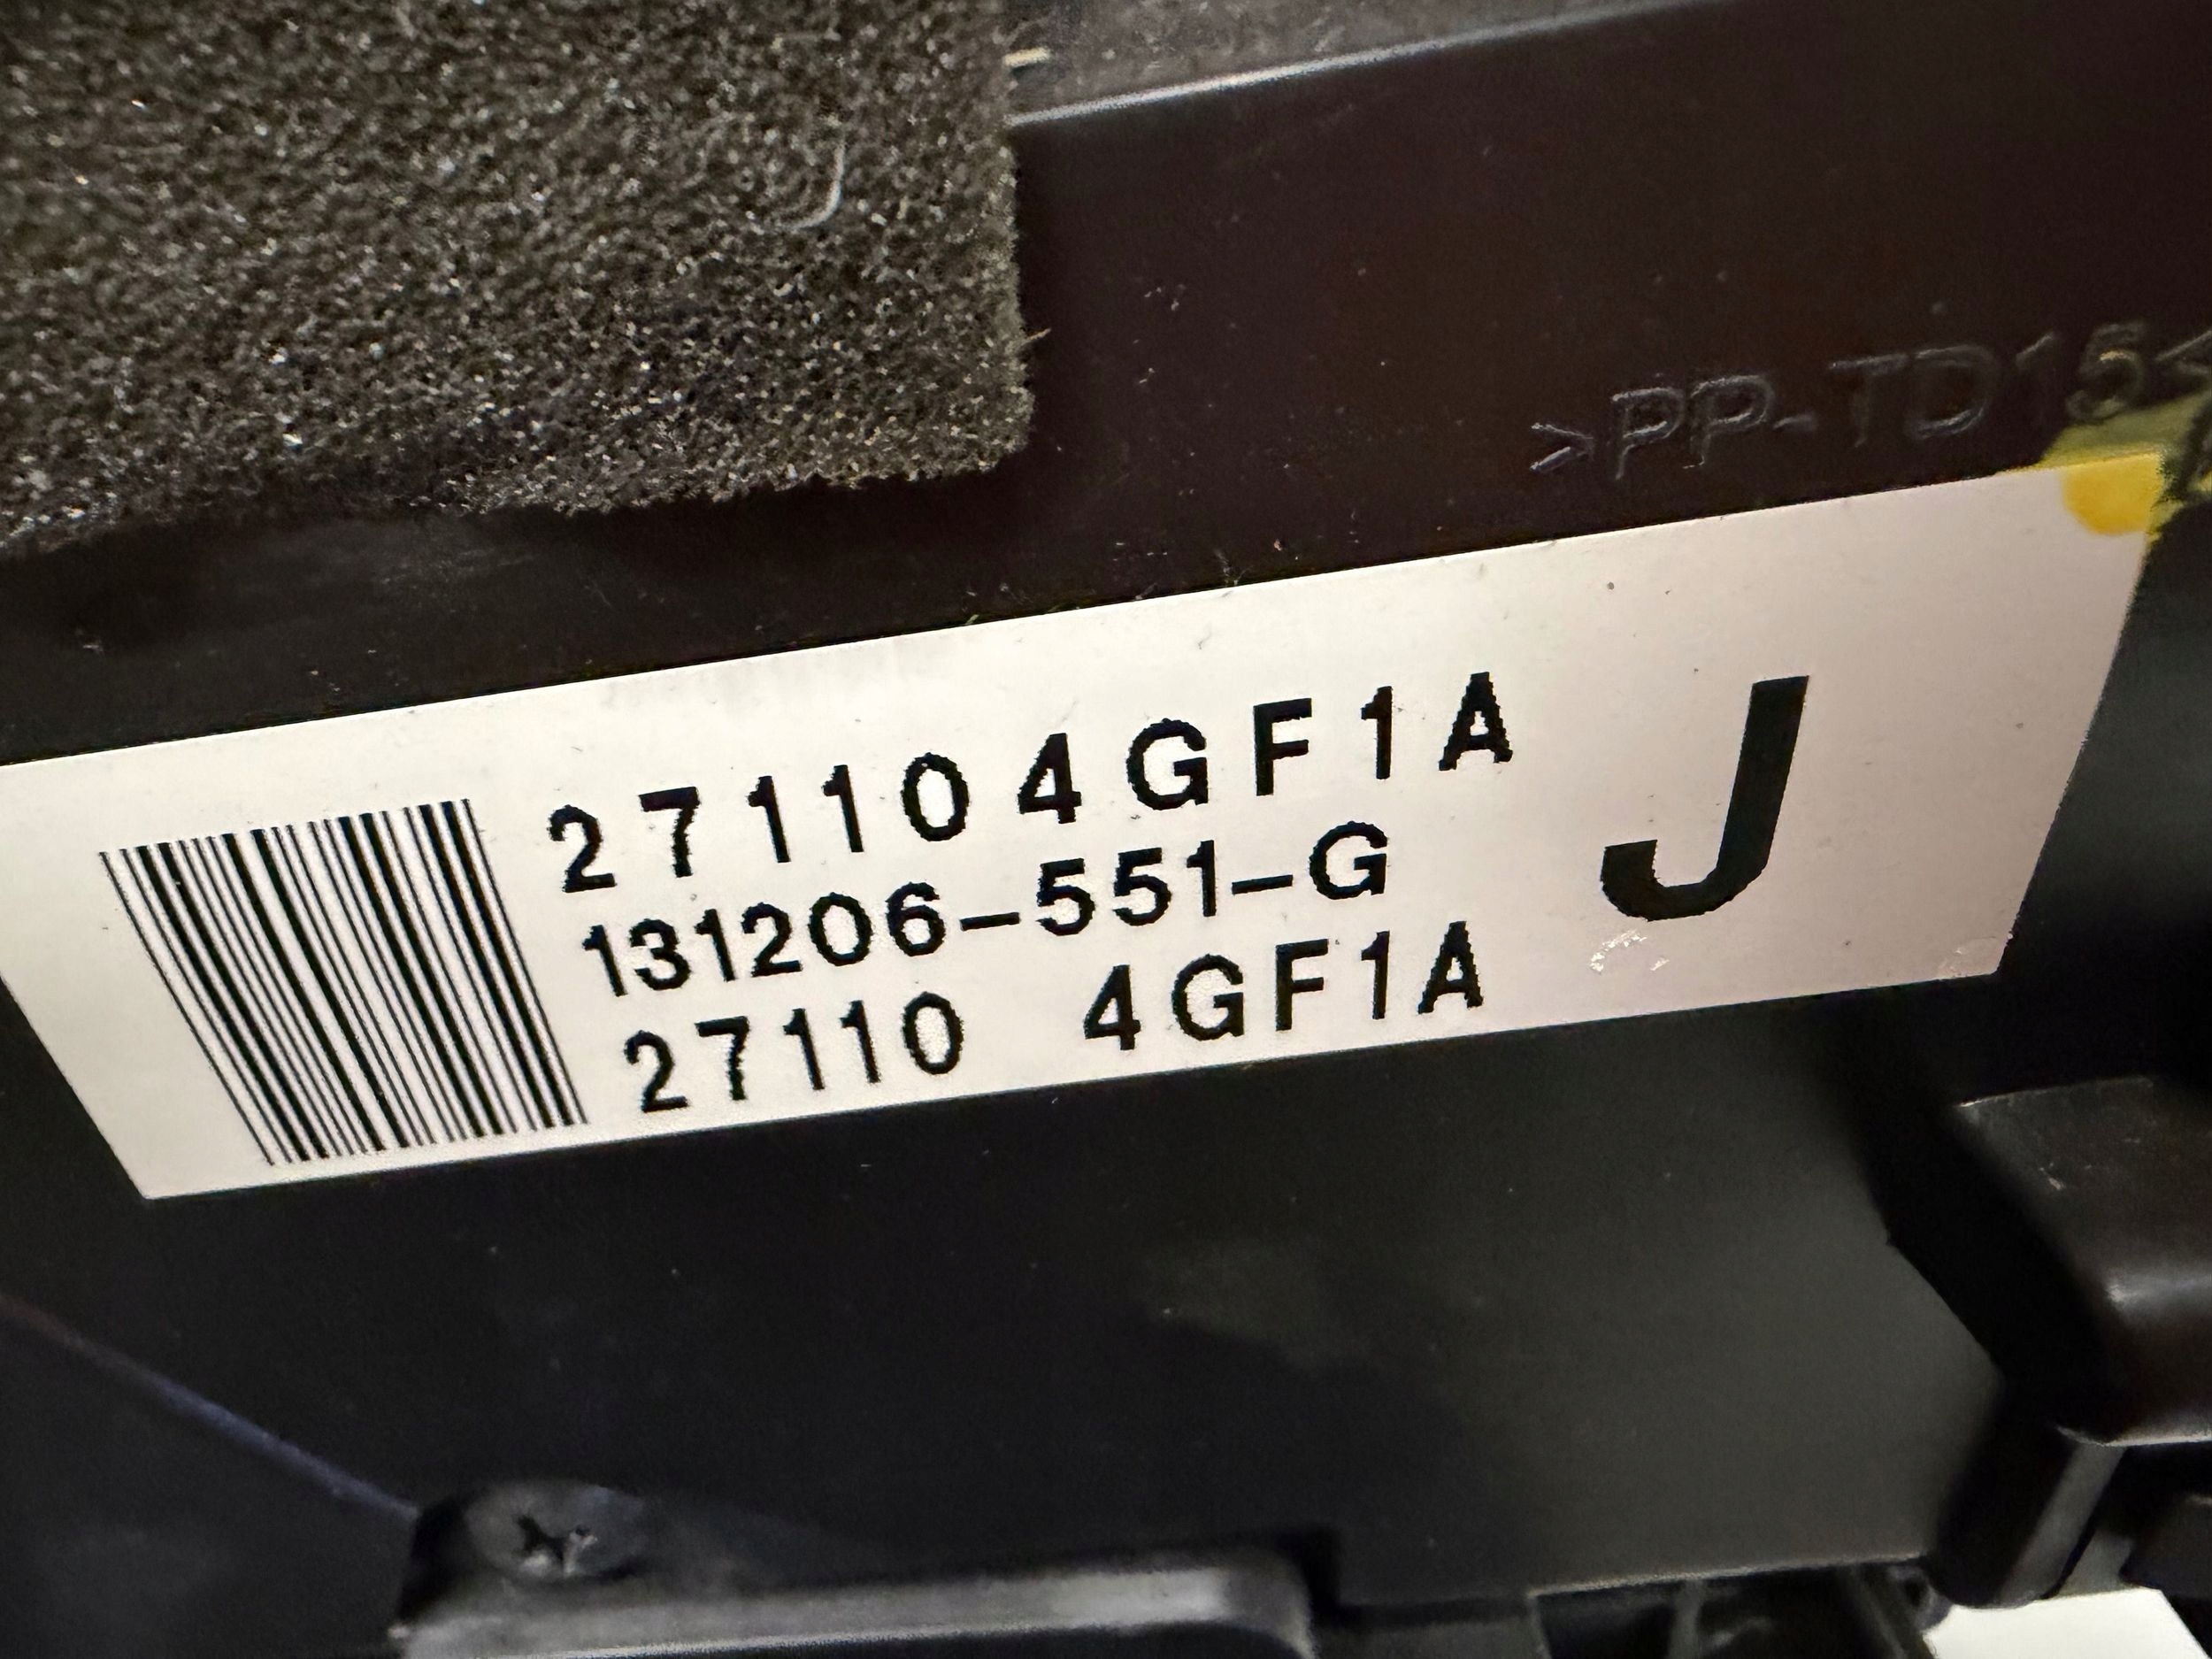 >PP-TD15<
271104GF1A
131206-551-G
27110 4GF1A
J